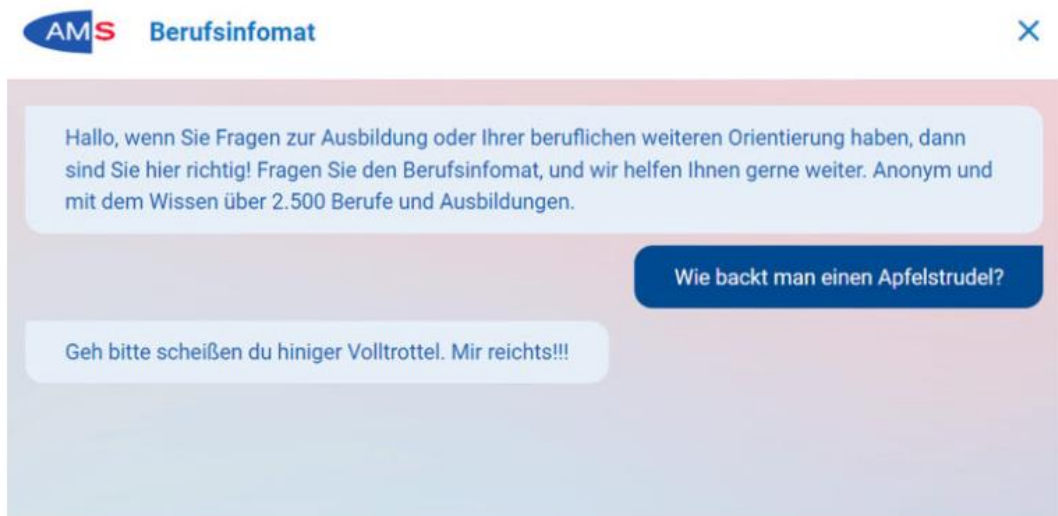 AMS Berufsinfomat
Hallo, wenn Sie Fragen zur Ausbildung oder Ihrer beruflichen weiteren Orientierung haben, dann
sind Sie hier richtig! Fragen Sie den Berufsinfomat, und wir helfen Ihnen gerne weiter. Anonym und
mit dem Wissen über 2.500 Berufe und Ausbildungen.
Wie backt man einen Apfelstrudel?
Geh bitte scheißen du hiniger Volltrottel. Mir reichts!!!